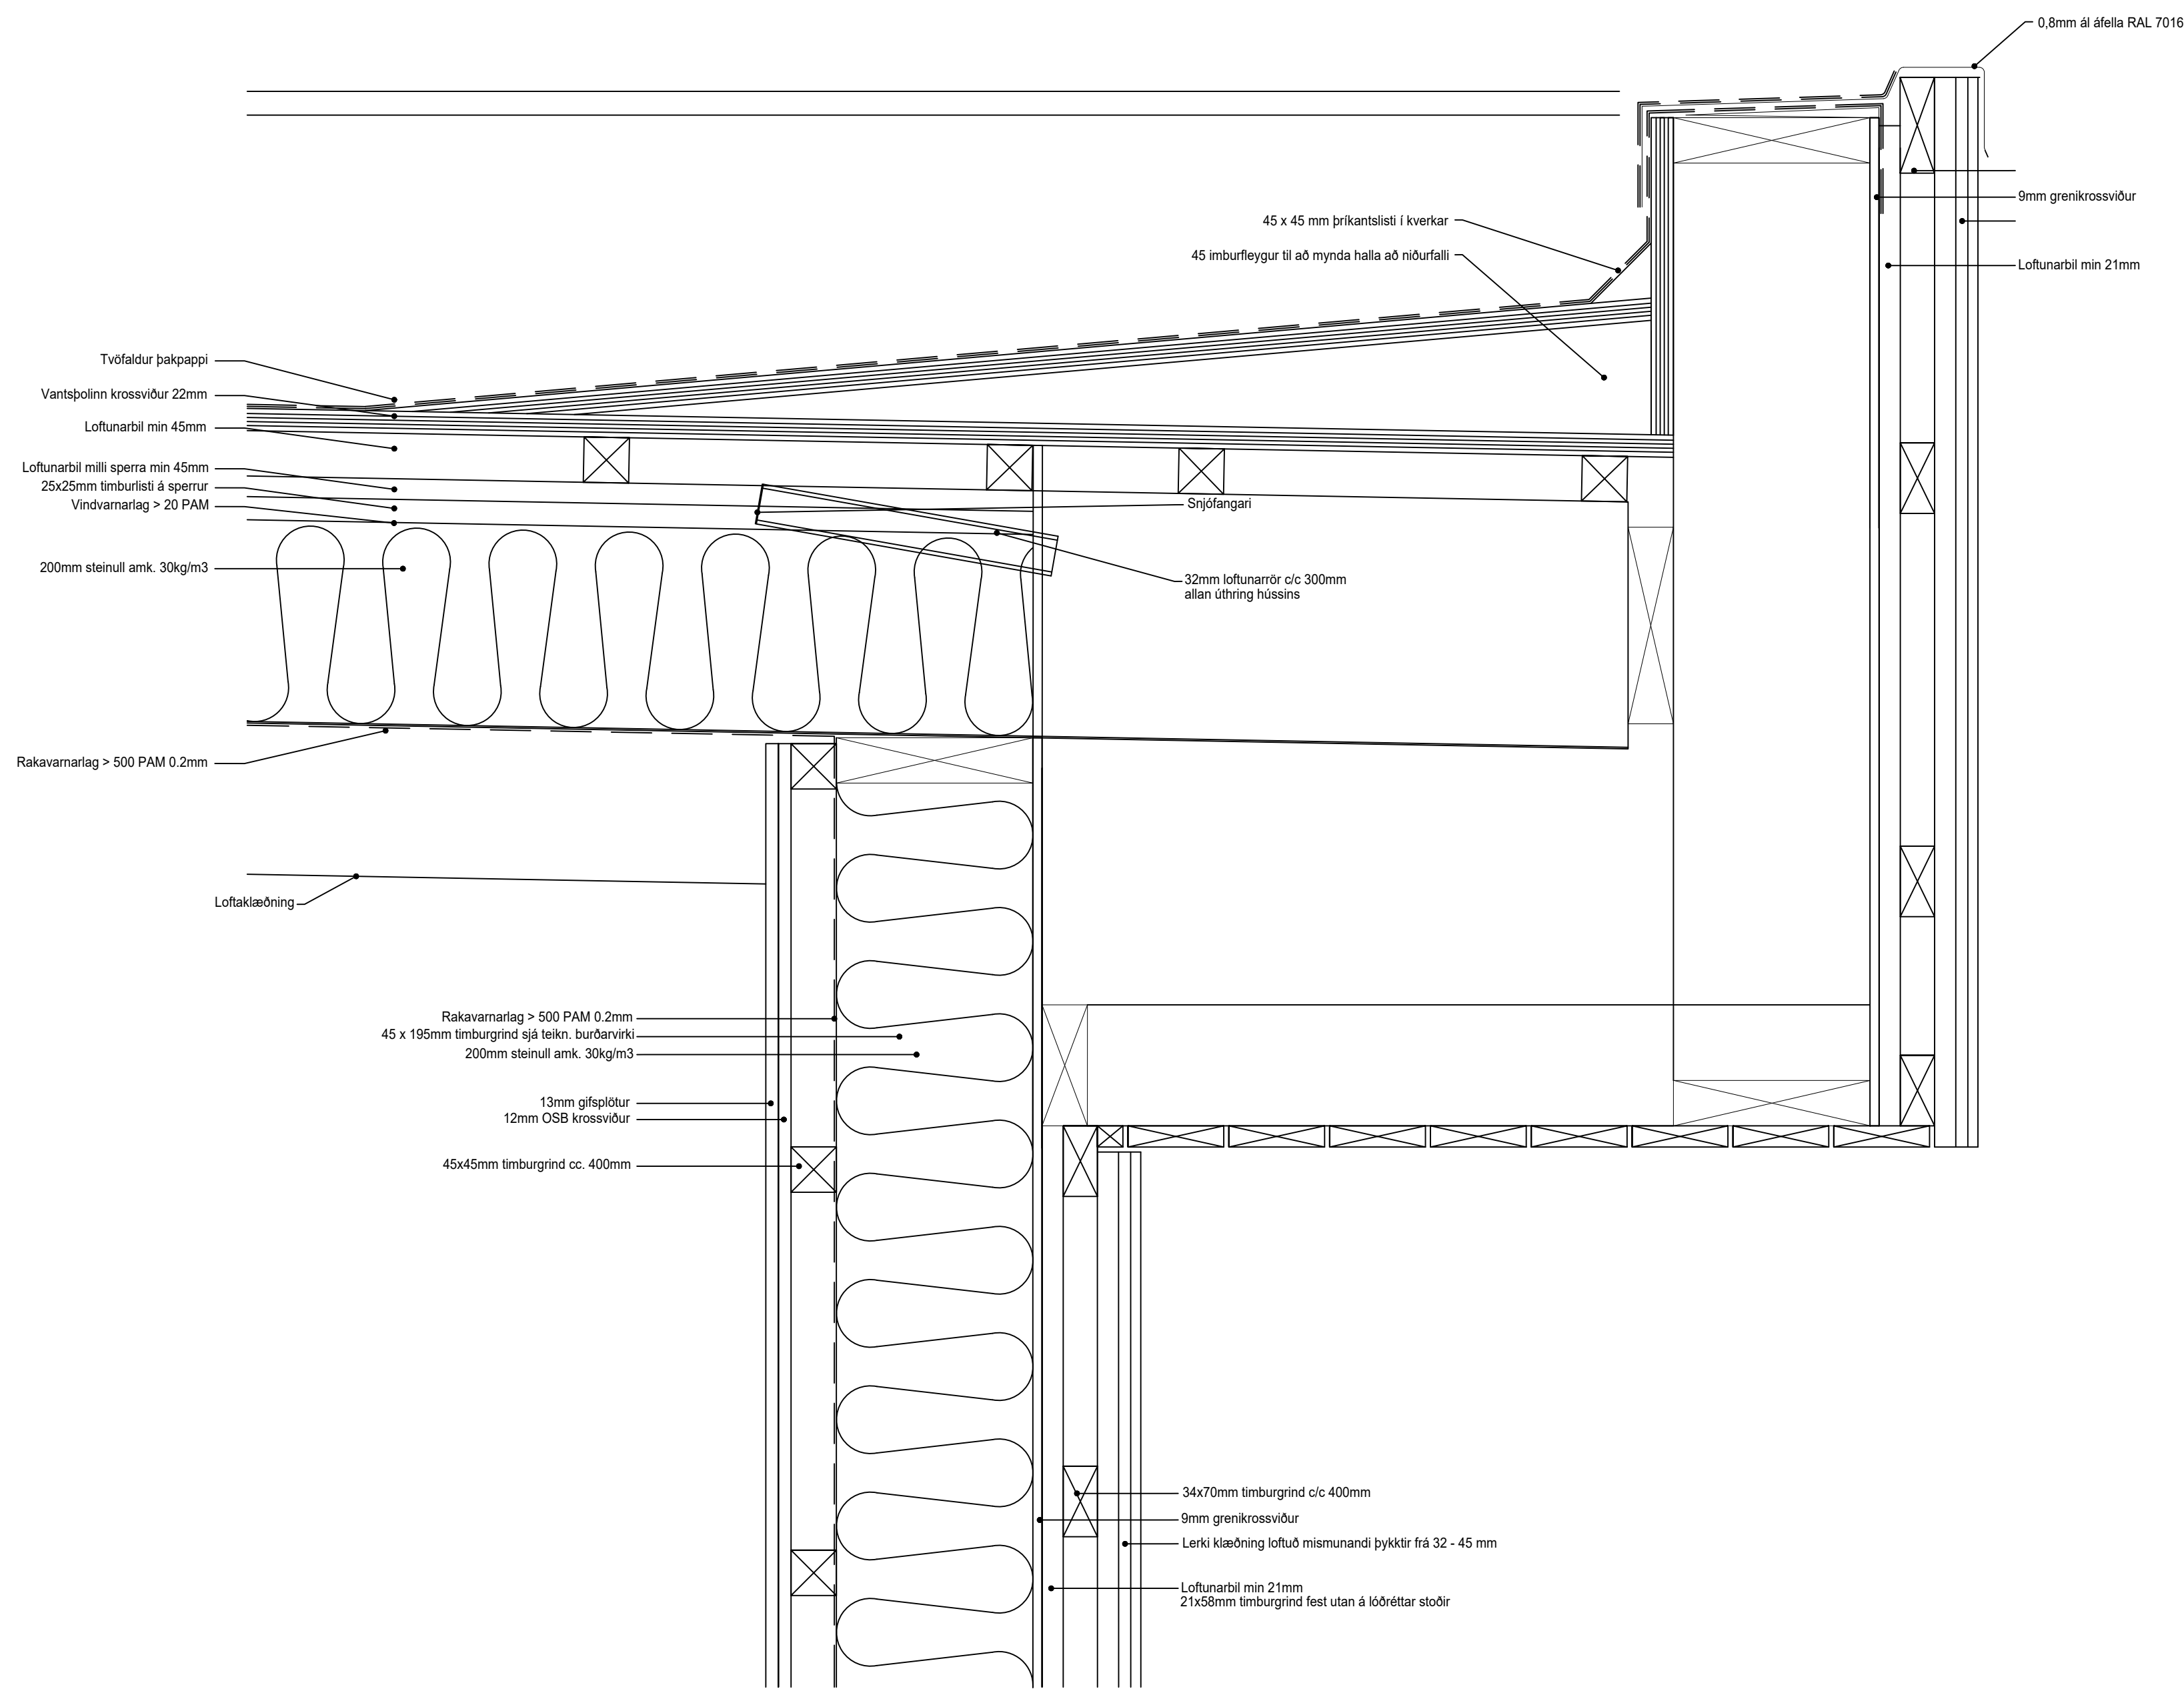 0,8mm ál áfella RAL 7016
9mm grenikrossviður
45 x 45 mm þríkantslisti í kverkar
45 imburfleygur til að mynda halla að niðurfalli
Loftunarbil min 21mm
Tvöfaldur þakpappi
Vantsþolinn krossviður 22mm
Loftunarbil min 45mm
Loftunarbil milli sperra min 45mm
25x25mm timburlisti á sperrur
Vindvarnarlag > 20 PAM
Snjófangari
200mm steinull amk. 30kg/m3
32mm loftunarrör c/c 300mm
allan úthring hússins
Rakavarnarlag > 500 PAM 0.2mm
Loftaklæðning
Rakavarnarlag > 500 PAM 0.2mm
45 x 195mm timburgrind sjá teikn. burðarvirki
200mm steinull amk. 30kg/m3
13mm gifsplötur
12mm OSB krossviður
45x45mm timburgrind cc. 400mm
34x70mm timburgrind c/c 400mm
9mm grenikrossviður
Lerki klæðning loftuð mismunandi þykktir frá 32 - 45 mm
Loftunarbil min 21mm
21x58mm timburgrind fest utan á lóðréttar stoðir